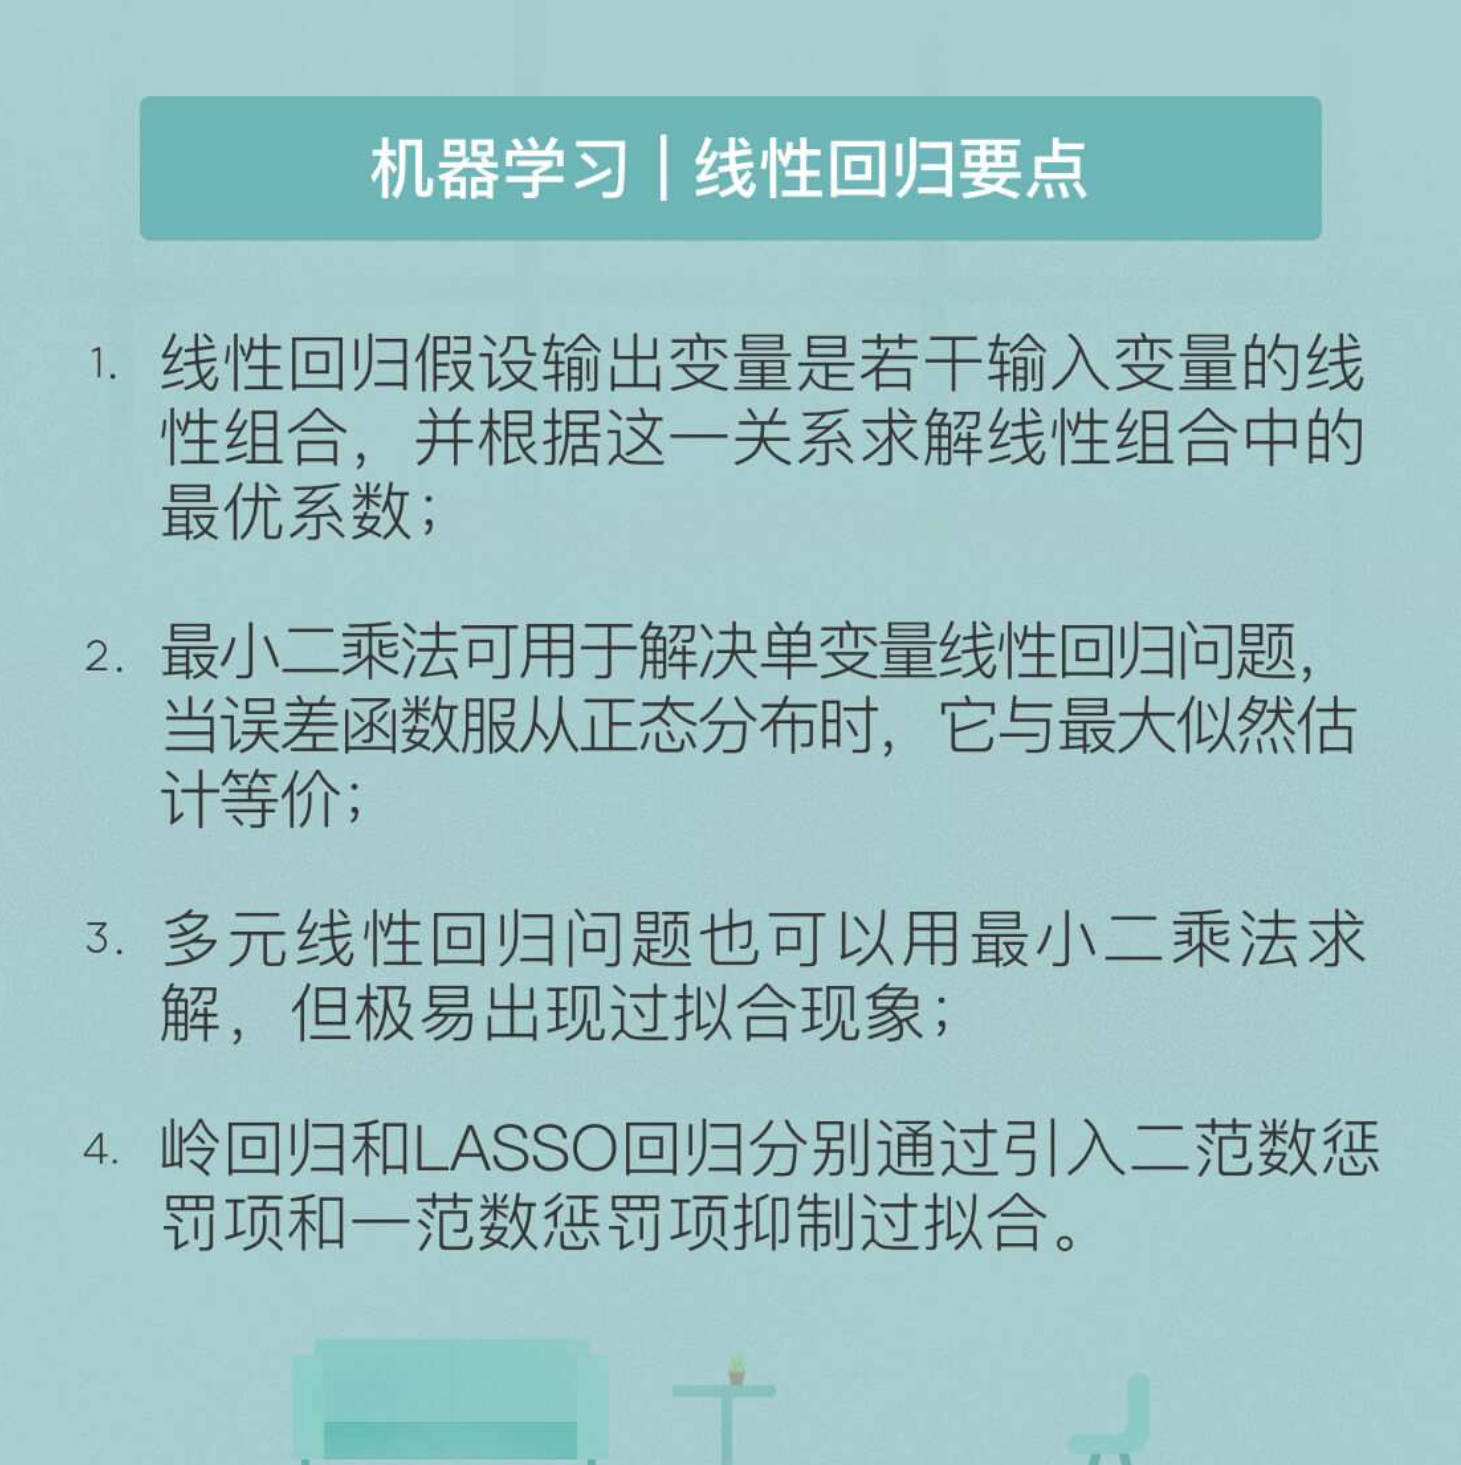 机器学习｜线性回归要点
1. 线性回归假设输出变量是若干输入变量的线
性组合，并根据这一关系求解线性组合中的
最优系数；
2. 最小二乘法可用于解决单变量线性回归问题，
当误差函数服从正态分布时，它与最大似然估
计等价；
3. 多元线性回归问题也可以用最小二乘法求
解，但极易出现过拟合现象；
4. 岭回归和LASSO回归分别通过引入二范数惩
罚项和一范数惩罚项抑制过拟合。